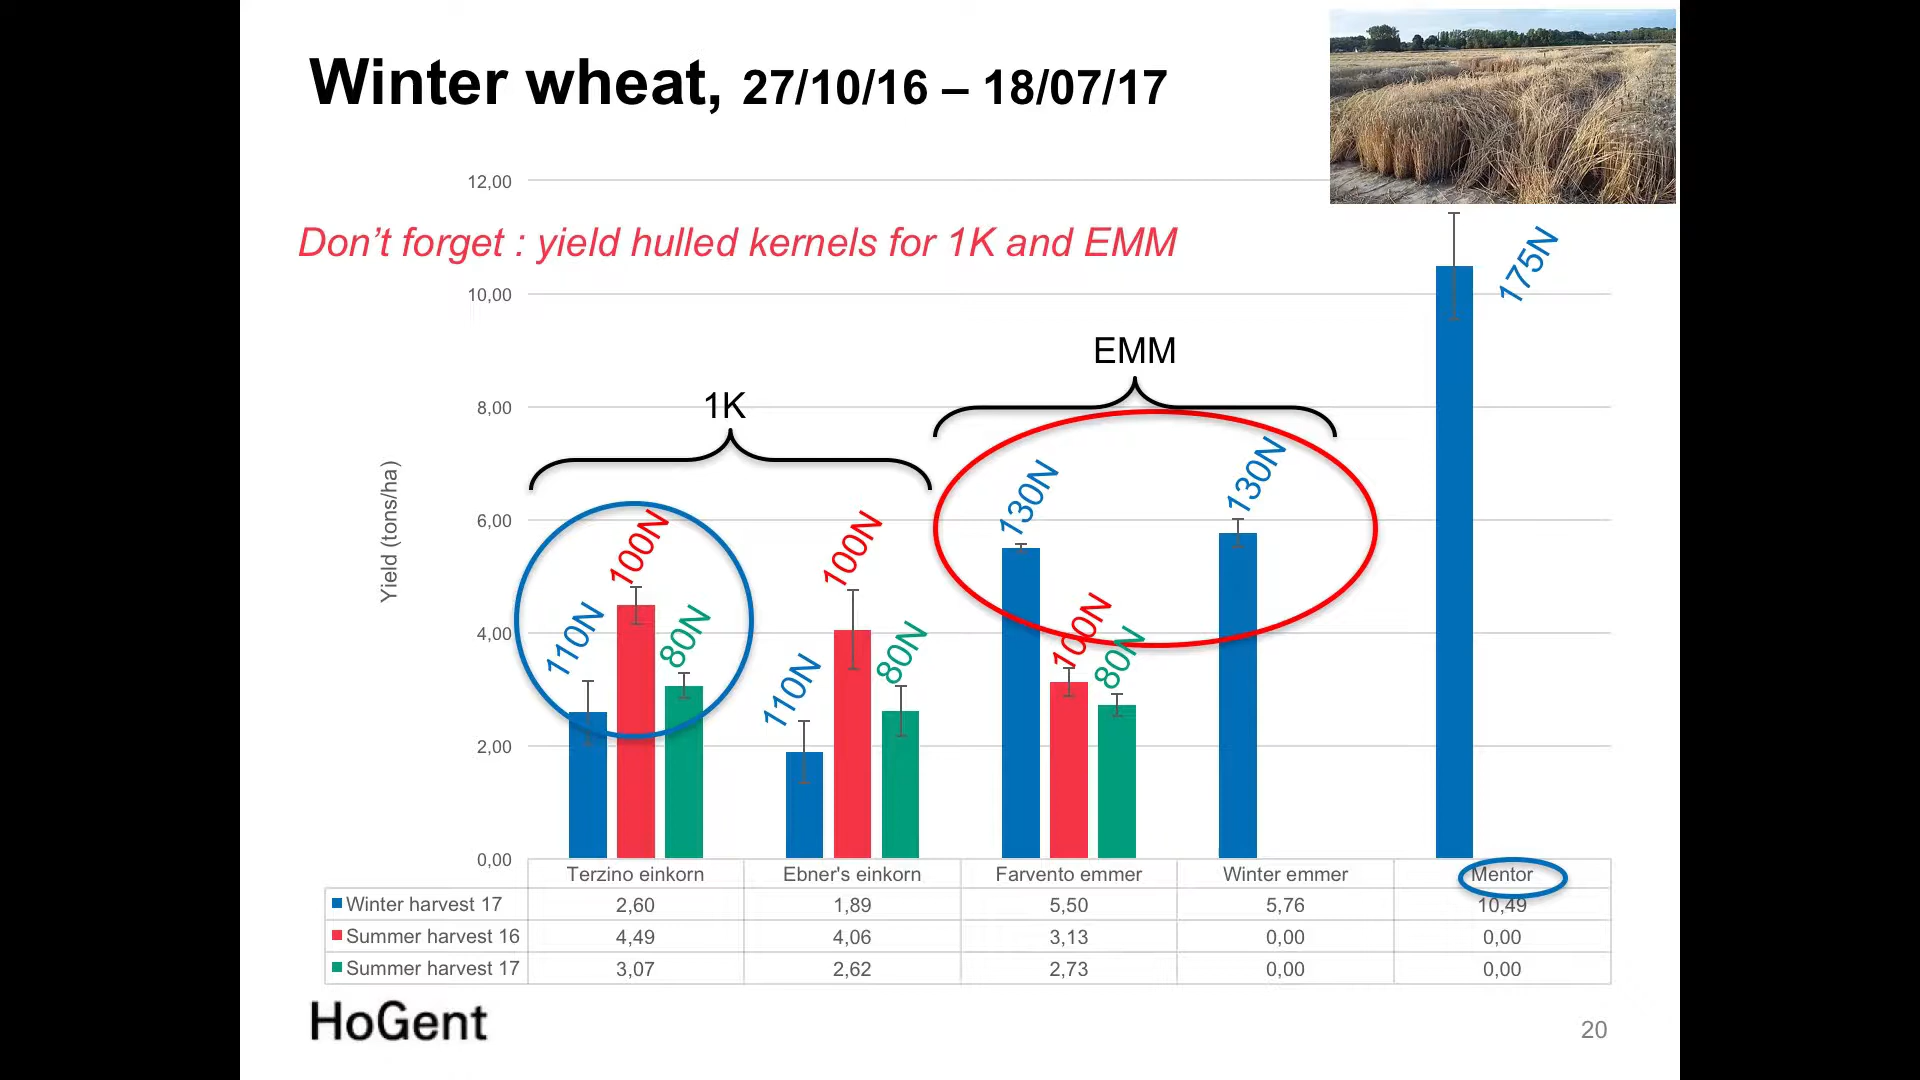 Winter wheat, 27/10/16 – 18/07/17
12,00
Don't forget : yield hulled kernels for 1K and EMM
175N
10,00
EMM
8,00
1K
130N
130N
Yield (tons/ha)
6,00
100N
100N
110N
80N
4,00
110N
80N
100N
80N
2,00
0,00
Terzino einkorn Ebner's einkorn Farvento emmer Winter emmer Mentor
Winter harvest 17 2,60 1,89 5,50 5,76 10,49
Summer harvest 16 4,49 4,06 3,13 0,00 0,00
Summer harvest 17 3,07 2,62 2,73 0,00 0,00
HoGent
20